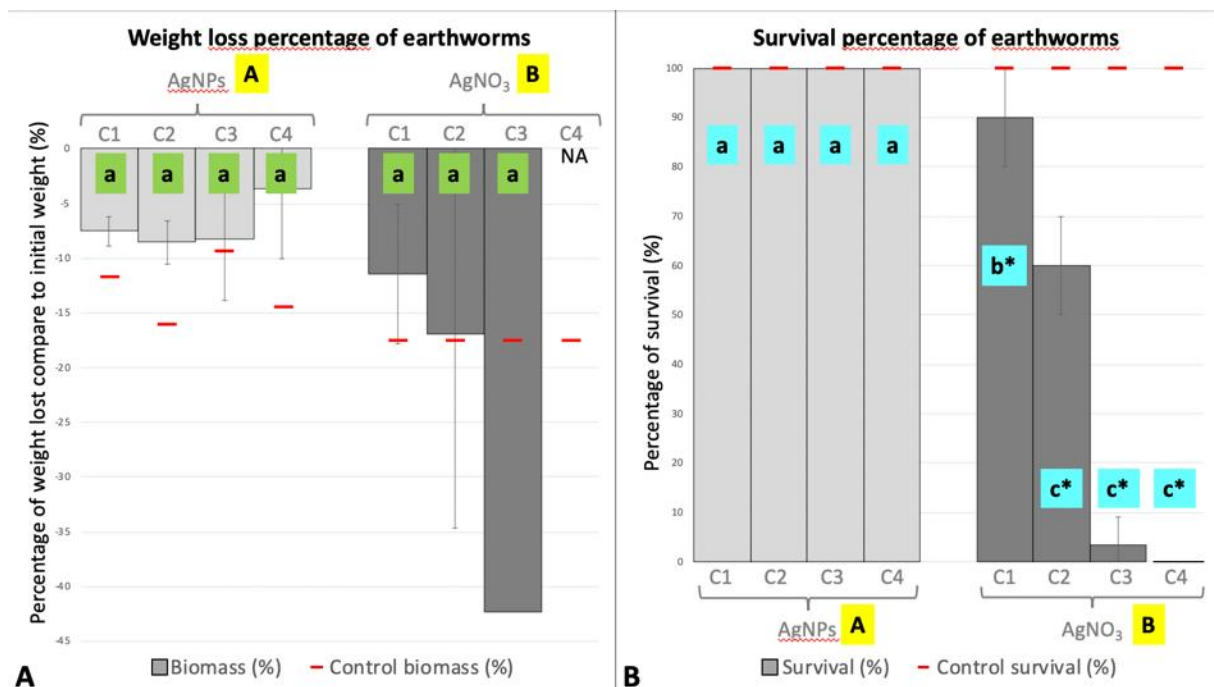 Weight loss percentage of earthworms
AgNPs A
AgNO₃ B
C1 C2 C3 C4 C1 C2 C3 C4
NA
a a a a a a a
Percentage of weight lost compare to initial weight (%)
0
-5
-10
-15
-20
-25
-30
-35
-40
-45
A
Biomass (%) Control biomass (%)
Survival percentage of earthworms
Percentage of survival (%)
100
90
80
70
60
50
40
30
20
10
0
a a a a
b*
c* c* c*
C1 C2 C3 C4 C1 C2 C3 C4
AgNPs A
AgNO₃ B
B
Survival (%) Control survival (%)